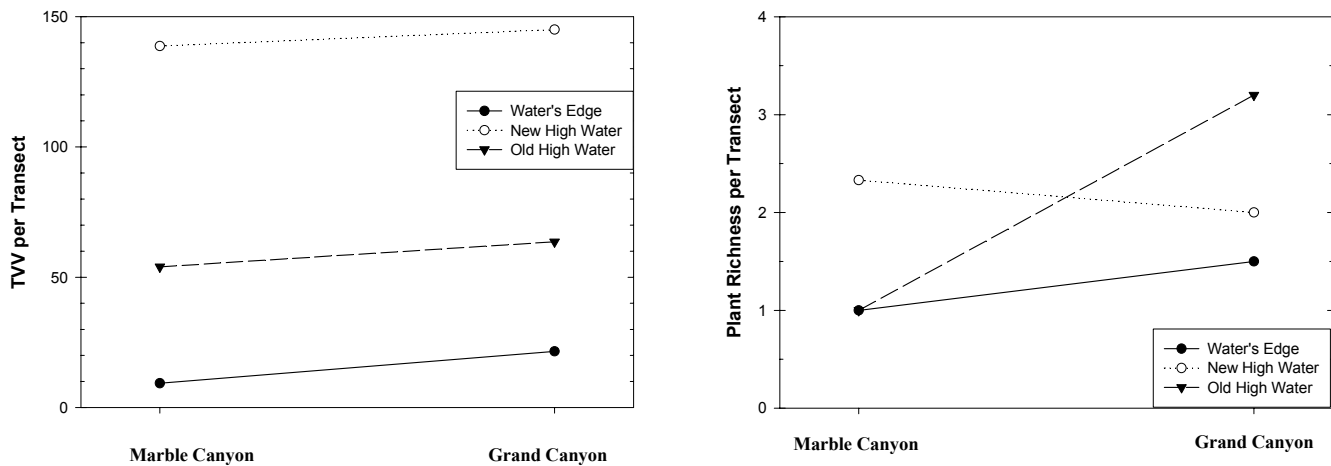 TVV per Transect
150
100
50
0
Water's Edge
New High Water
Old High Water
Marble Canyon
Grand Canyon
Plant Richness per Transect
4
3
2
1
0
Water's Edge
New High Water
Old High Water
Marble Canyon
Grand Canyon